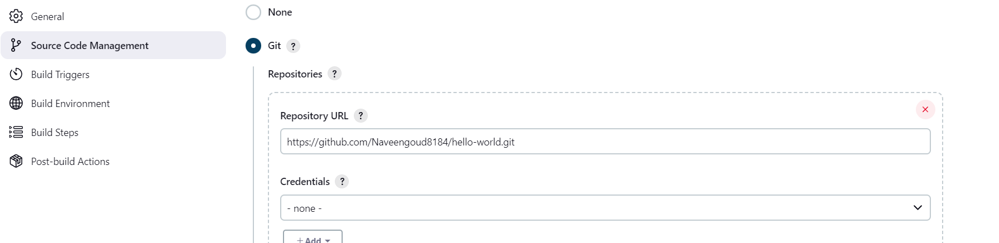 General
Source Code Management
Build Triggers
Build Environment
Build Steps
Post-build Actions
None
Git ?
Repositories ?
Repository URL ?
https://github.com/Naveengoud8184/hello-world.git
Credentials ?
- none -
+ Add